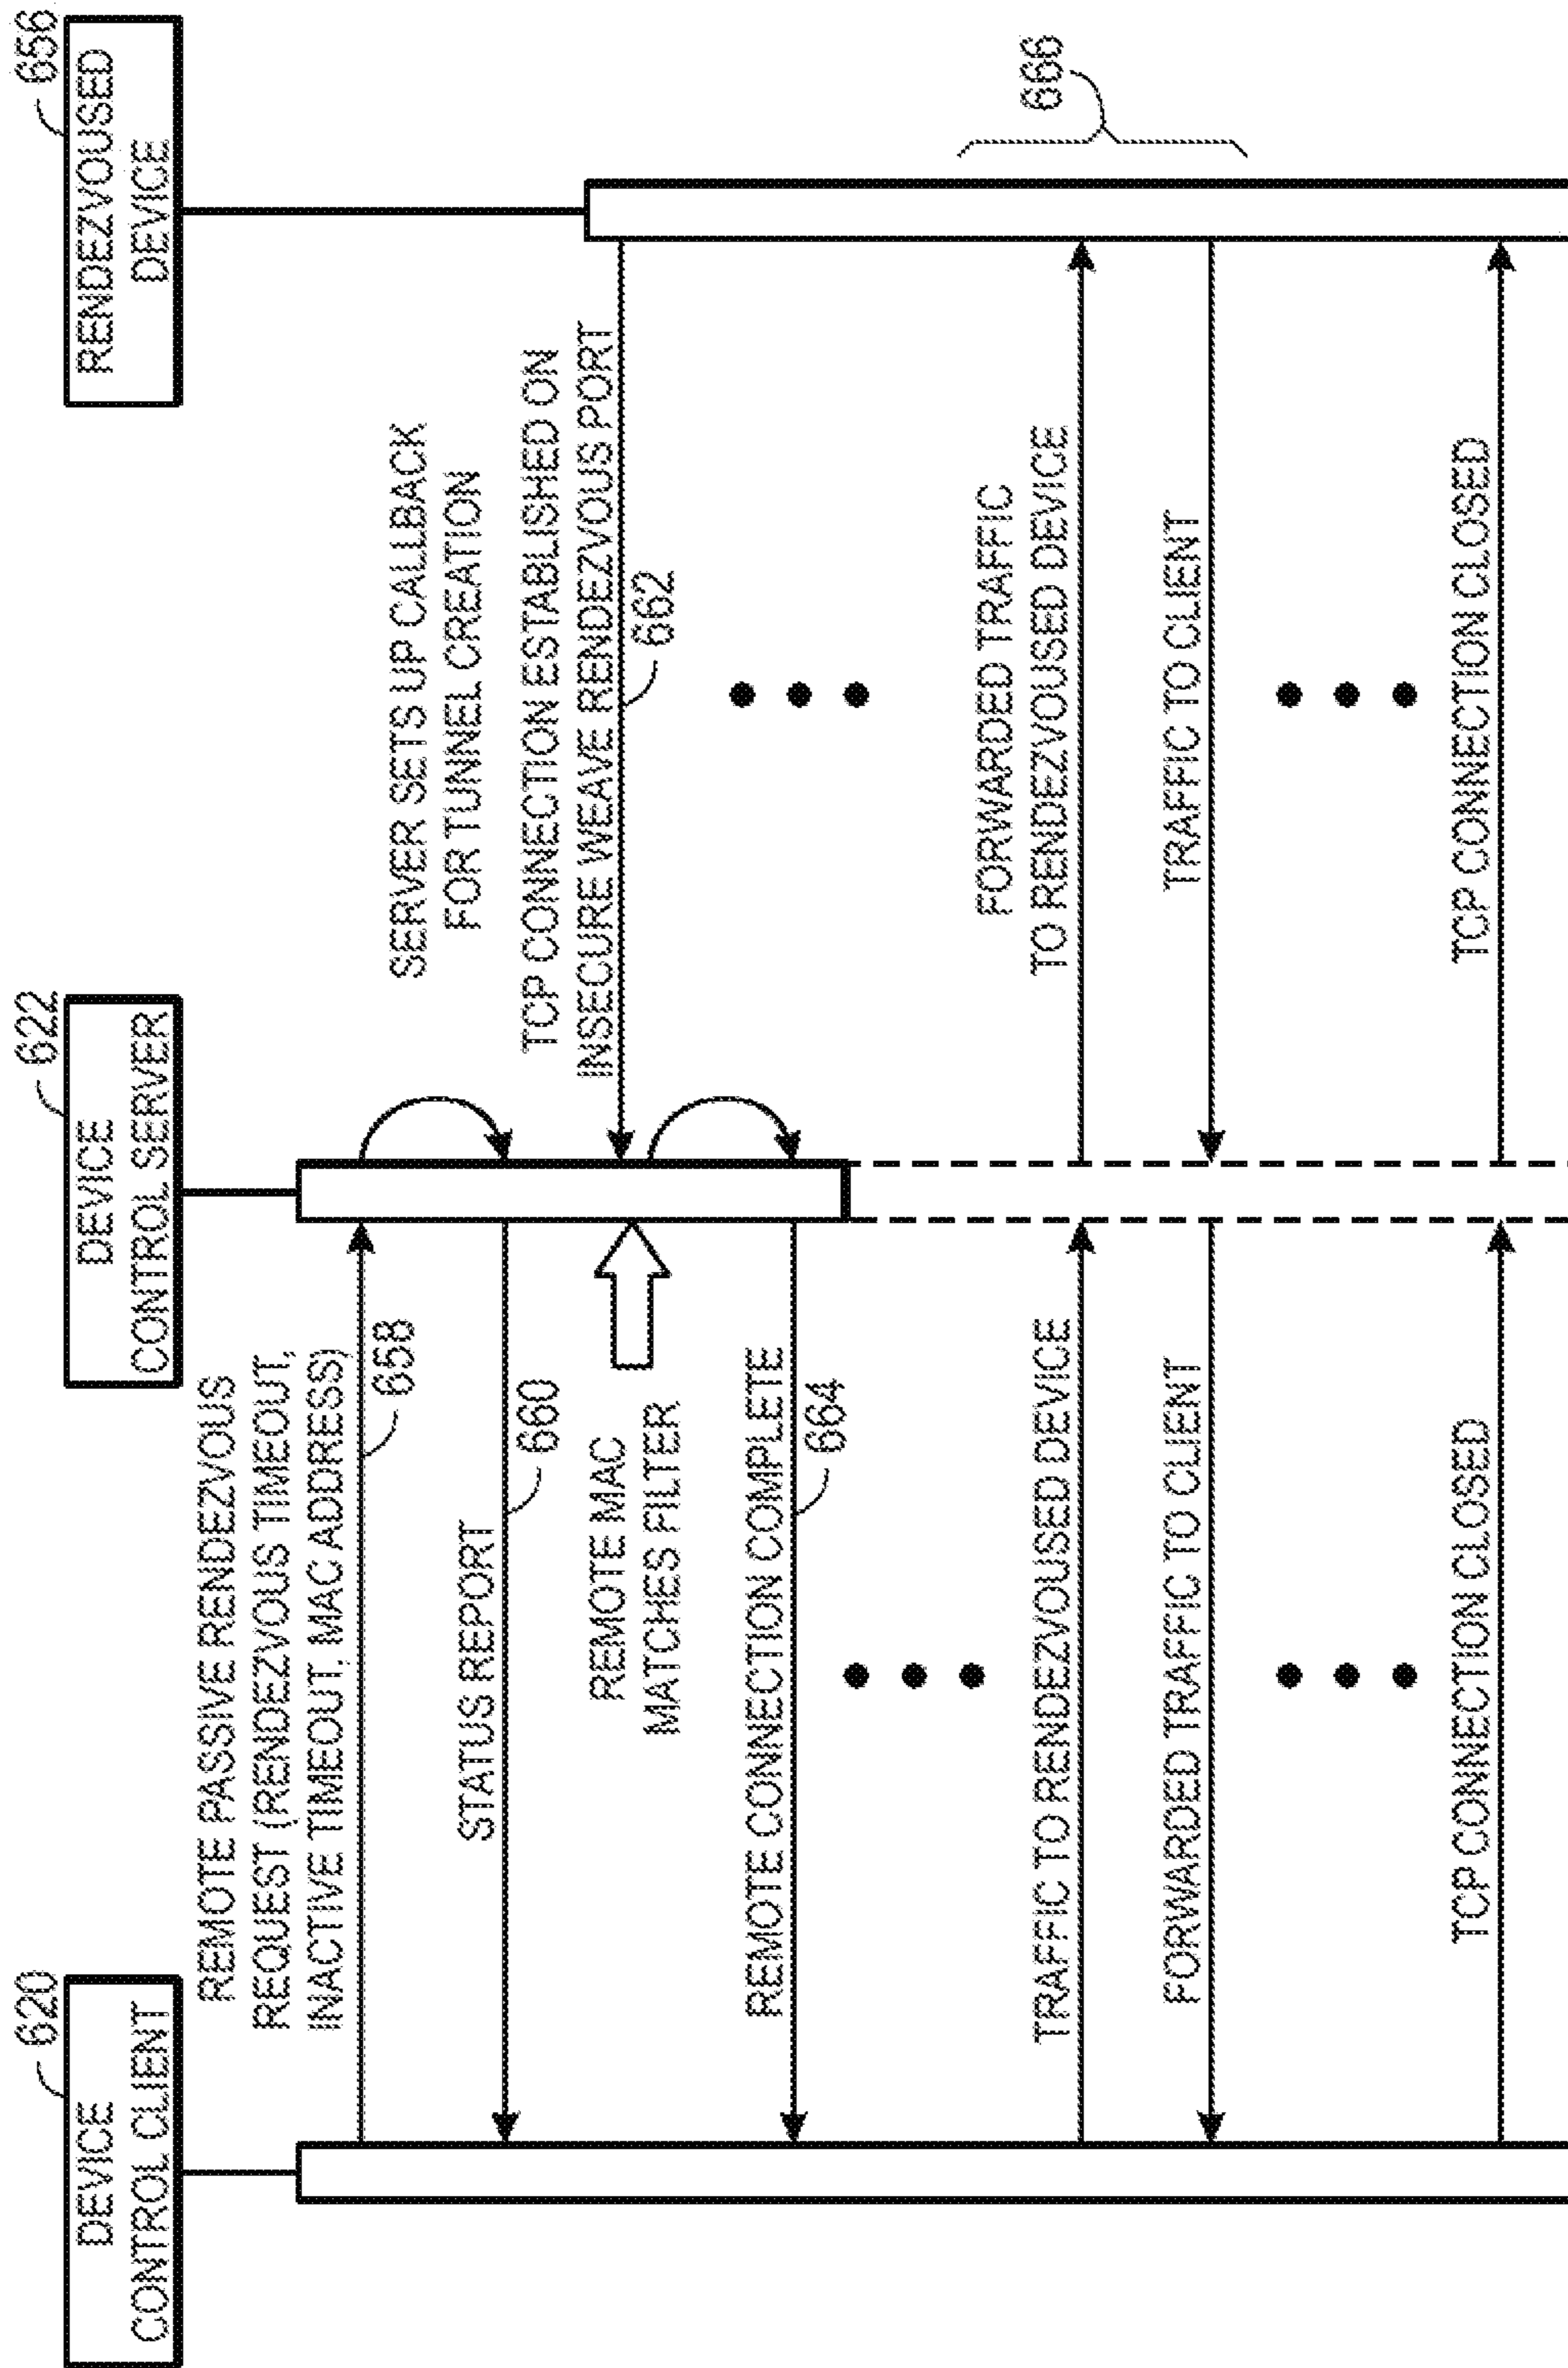 DEVICE
CONTROL CLIENT
620
DEVICE
CONTROL SERVER
622
RENDEZVOUSED
DEVICE
656
REMOTE PASSIVE RENDEZVOUS
REQUEST (RENDEZVOUS TIMEOUT,
INACTIVE TIMEOUT, MAC ADDRESS)
658
SERVER SETS UP CALLBACK
FOR TUNNEL CREATION
STATUS REPORT
660
TCP CONNECTION ESTABLISHED ON
INSECURE WEAVE RENDEZVOUS PORT
662
REMOTE MAC
MATCHES FILTER
REMOTE CONNECTION COMPLETE
664
TRAFFIC TO RENDEZVOUSED DEVICE
FORWARDED TRAFFIC
TO RENDEZVOUSED DEVICE
666
FORWARDED TRAFFIC TO CLIENT
TRAFFIC TO CLIENT
TCP CONNECTION CLOSED
TCP CONNECTION CLOSED